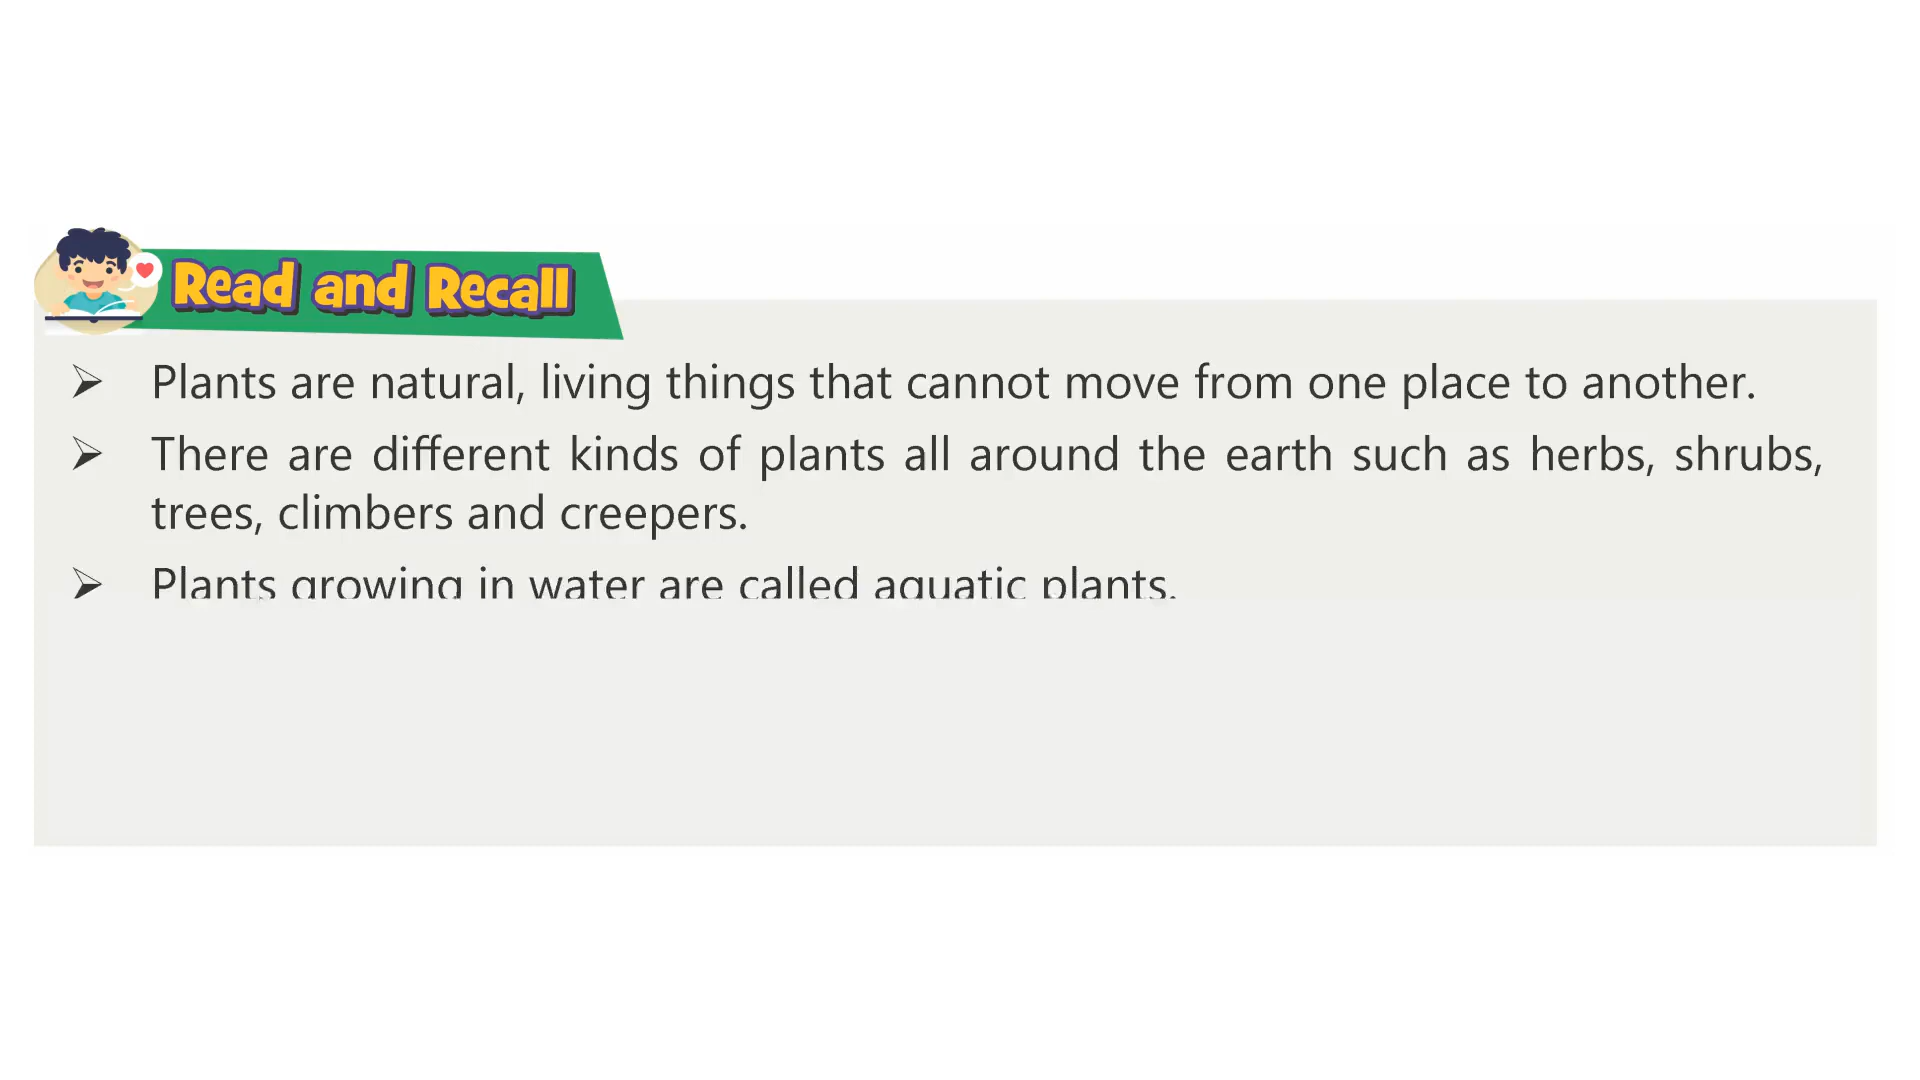 Read and Recall
➢ Plants are natural, living things that cannot move from one place to another.
➢ There are different kinds of plants all around the earth such as herbs, shrubs,
trees, climbers and creepers.
➢ Plants growing in water are called aquatic plants.